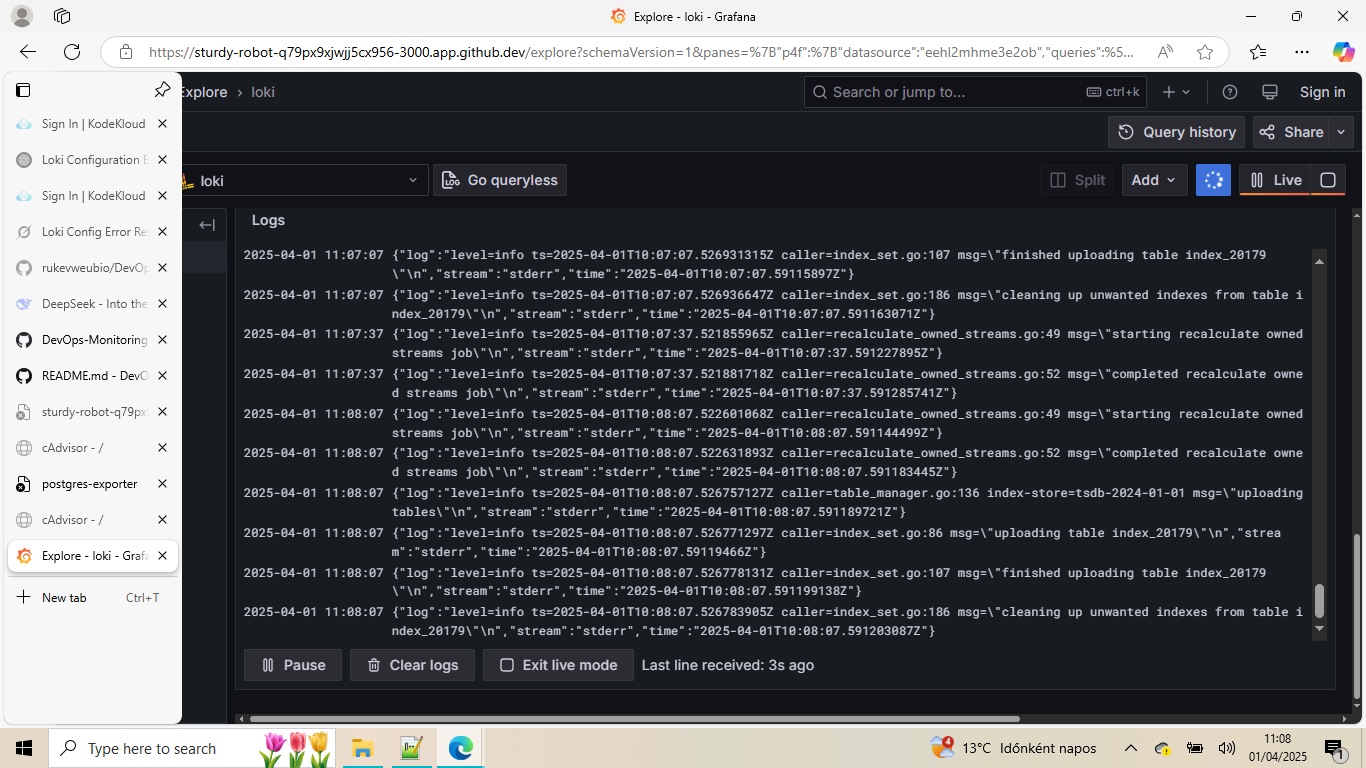 Explore - loki - Grafana
https://sturdy-robot-q79px9xjwjj5cx956-3000.app.github.dev/explore?schemaVersion=1&panes=%7B"p4f":%7B"datasource":"eehl2mhme3e2ob","queries":%5...
Sign In | KodeKloud
Loki Configuration E
Sign In | KodeKloud
Loki Config Error Re
rukevweubio/DevOp
DeepSeek - Into the
DevOps-Monitoring
README.md - DevO
sturdy-robot-q79px
cAdvisor - /
postgres-exporter
cAdvisor - /
Explore - loki - Grafa
New tab Ctrl+T
Explore › loki
Search or jump to... ctrl+k
Sign in
Query history
Share
loki
Go queryless
Split
Add
Live
Logs
2025-04-01 11:07:07 {"log":"level=info ts=2025-04-01T10:07:07.526931315Z caller=index_set.go:107 msg=\"finished uploading table index_20179
\"\n","stream":"stderr","time":"2025-04-01T10:07:07.59115897Z"}
2025-04-01 11:07:07 {"log":"level=info ts=2025-04-01T10:07:07.526936647Z caller=index_set.go:186 msg=\"cleaning up unwanted indexes from table i
ndex_20179\"\n","stream":"stderr","time":"2025-04-01T10:07:07.591163071Z"}
2025-04-01 11:07:37 {"log":"level=info ts=2025-04-01T10:07:37.521855965Z caller=recalculate_owned_streams.go:49 msg=\"starting recalculate owned
streams job\"\n","stream":"stderr","time":"2025-04-01T10:07:37.591227895Z"}
2025-04-01 11:07:37 {"log":"level=info ts=2025-04-01T10:07:37.521881718Z caller=recalculate_owned_streams.go:52 msg=\"completed recalculate owne
d streams job\"\n","stream":"stderr","time":"2025-04-01T10:07:37.591285741Z"}
2025-04-01 11:08:07 {"log":"level=info ts=2025-04-01T10:08:07.522601068Z caller=recalculate_owned_streams.go:49 msg=\"starting recalculate owned
streams job\"\n","stream":"stderr","time":"2025-04-01T10:08:07.591144499Z"}
2025-04-01 11:08:07 {"log":"level=info ts=2025-04-01T10:08:07.522631893Z caller=recalculate_owned_streams.go:52 msg=\"completed recalculate owne
d streams job\"\n","stream":"stderr","time":"2025-04-01T10:08:07.591183445Z"}
2025-04-01 11:08:07 {"log":"level=info ts=2025-04-01T10:08:07.526757127Z caller=table_manager.go:136 index-store=tsdb-2024-01-01 msg=\"uploading
tables\"\n","stream":"stderr","time":"2025-04-01T10:08:07.591189721Z"}
2025-04-01 11:08:07 {"log":"level=info ts=2025-04-01T10:08:07.526771297Z caller=index_set.go:86 msg=\"uploading table index_20179\"\n","strea
m":"stderr","time":"2025-04-01T10:08:07.59119466Z"}
2025-04-01 11:08:07 {"log":"level=info ts=2025-04-01T10:08:07.526778131Z caller=index_set.go:107 msg=\"finished uploading table index_20179
\"\n","stream":"stderr","time":"2025-04-01T10:08:07.591199138Z"}
2025-04-01 11:08:07 {"log":"level=info ts=2025-04-01T10:08:07.526783905Z caller=index_set.go:186 msg=\"cleaning up unwanted indexes from table i
ndex_20179\"\n","stream":"stderr","time":"2025-04-01T10:08:07.591203087Z"}
Pause
Clear logs
Exit live mode
Last line received: 3s ago
Type here to search
4
13°C Időnként napos
11:08
01/04/2025
1